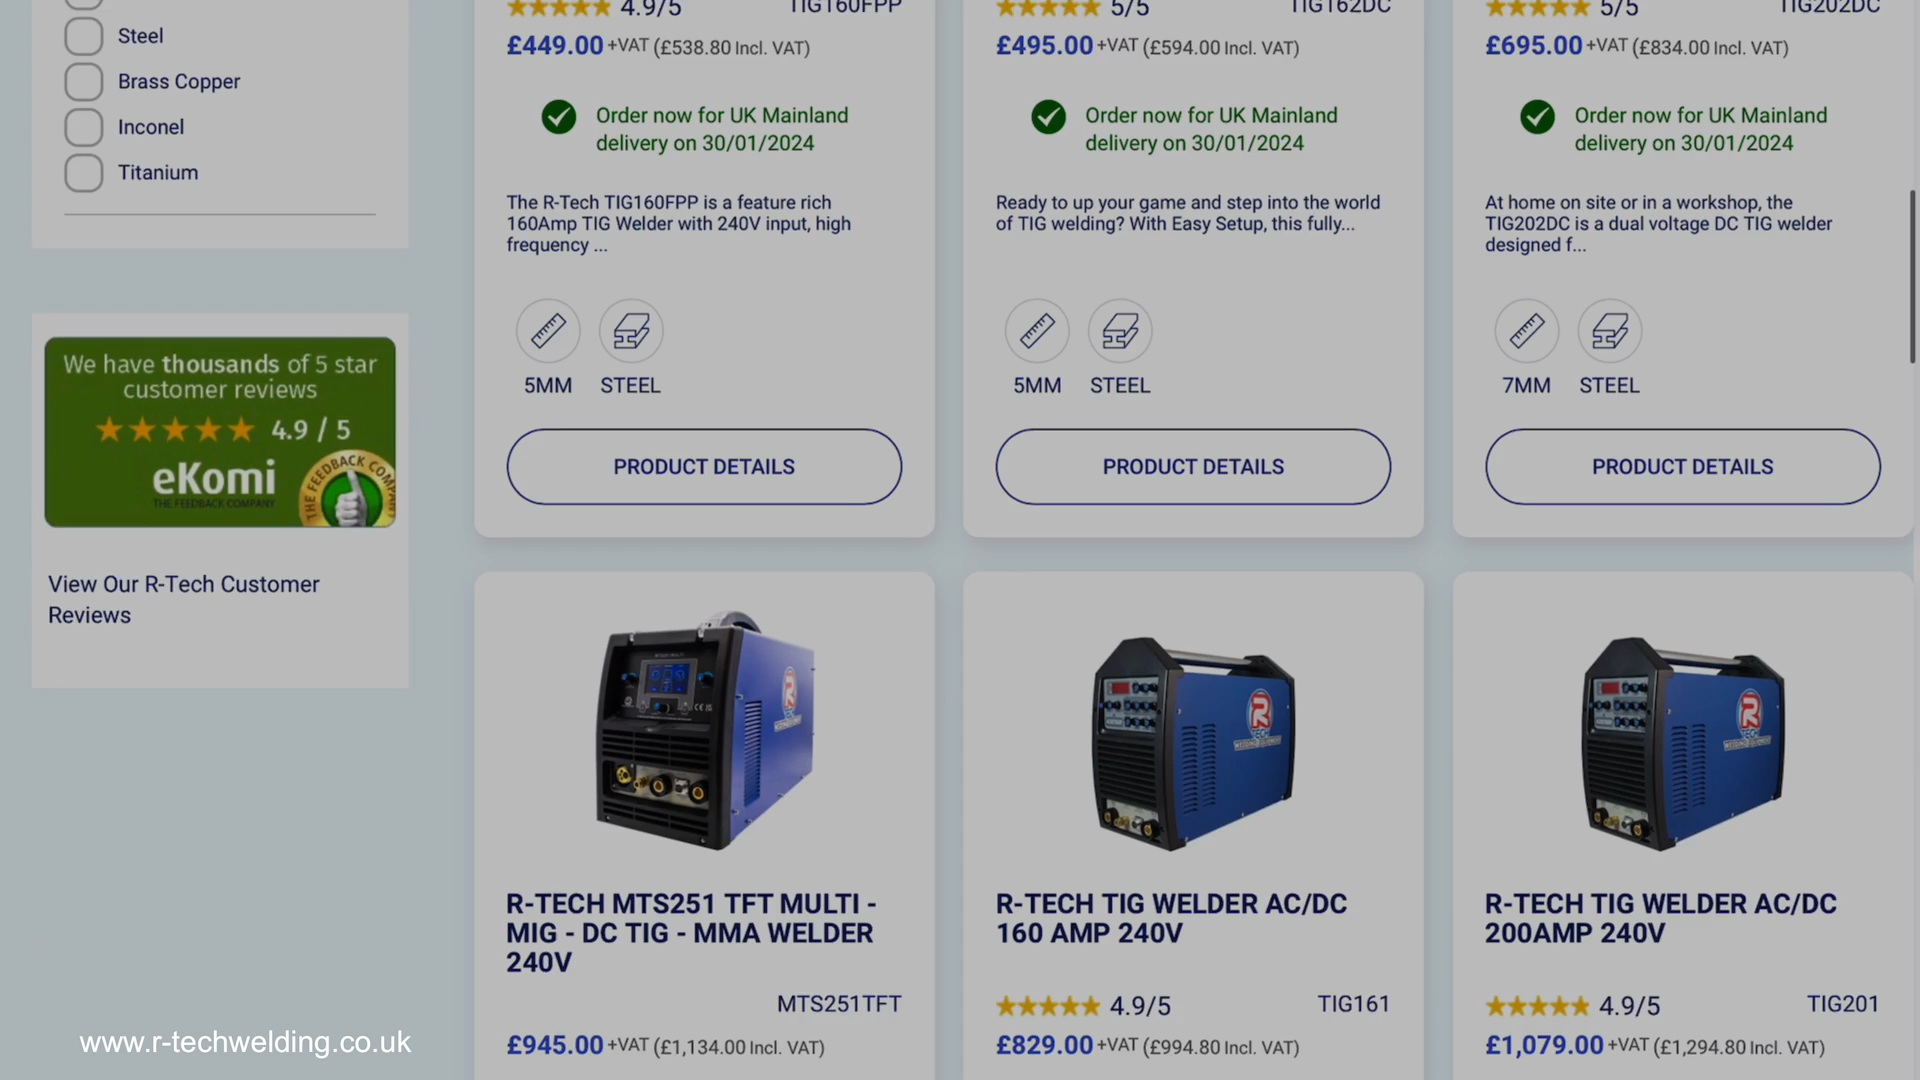 Steel
Brass Copper
Inconel
Titanium
We have thousands of 5 star
customer reviews
4.9 / 5
eKomi
THE FEEDBACK COMPANY
View Our R-Tech Customer
Reviews
4.9/5 TIG160FPP
£449.00 +VAT (£538.80 Incl. VAT)
Order now for UK Mainland
delivery on 30/01/2024
The R-Tech TIG160FPP is a feature rich
160Amp TIG Welder with 240V input, high
frequency ...
5MM STEEL
PRODUCT DETAILS
5/5 TIG162DC
£495.00 +VAT (£594.00 Incl. VAT)
Order now for UK Mainland
delivery on 30/01/2024
Ready to up your game and step into the world
of TIG welding? With Easy Setup, this fully...
5MM STEEL
PRODUCT DETAILS
5/5 TIG202DC
£695.00 +VAT (£834.00 Incl. VAT)
Order now for UK Mainland
delivery on 30/01/2024
At home on site or in a workshop, the
TIG202DC is a dual voltage DC TIG welder
designed f...
7MM STEEL
PRODUCT DETAILS
R-TECH MTS251 TFT MULTI -
MIG - DC TIG - MMA WELDER
240V
MTS251TFT
£945.00 +VAT (£1,134.00 Incl. VAT)
R-TECH TIG WELDER AC/DC
160 AMP 240V
4.9/5 TIG161
£829.00 +VAT (£994.80 Incl. VAT)
R-TECH TIG WELDER AC/DC
200AMP 240V
4.9/5 TIG201
£1,079.00 +VAT (£1,294.80 Incl. VAT)
www.r-techwelding.co.uk